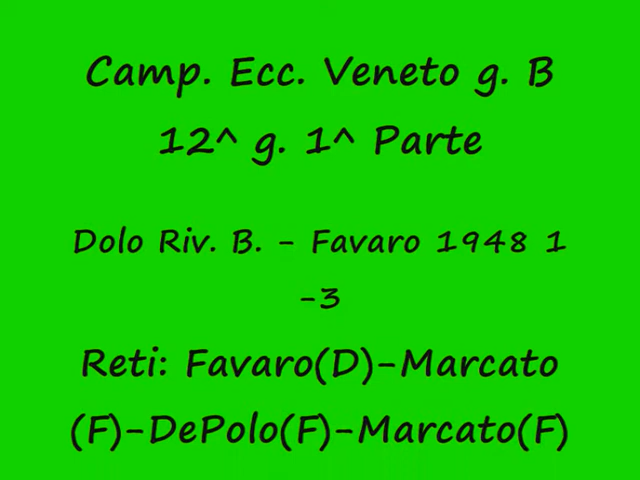 Camp. Ecc. Veneto g. B
12^ g. 1^ Parte
Dolo Riv. B. - Favaro 1948 1
-3
Reti: Favaro(D)-Marcato
(F)-DePolo(F)-Marcato(F)